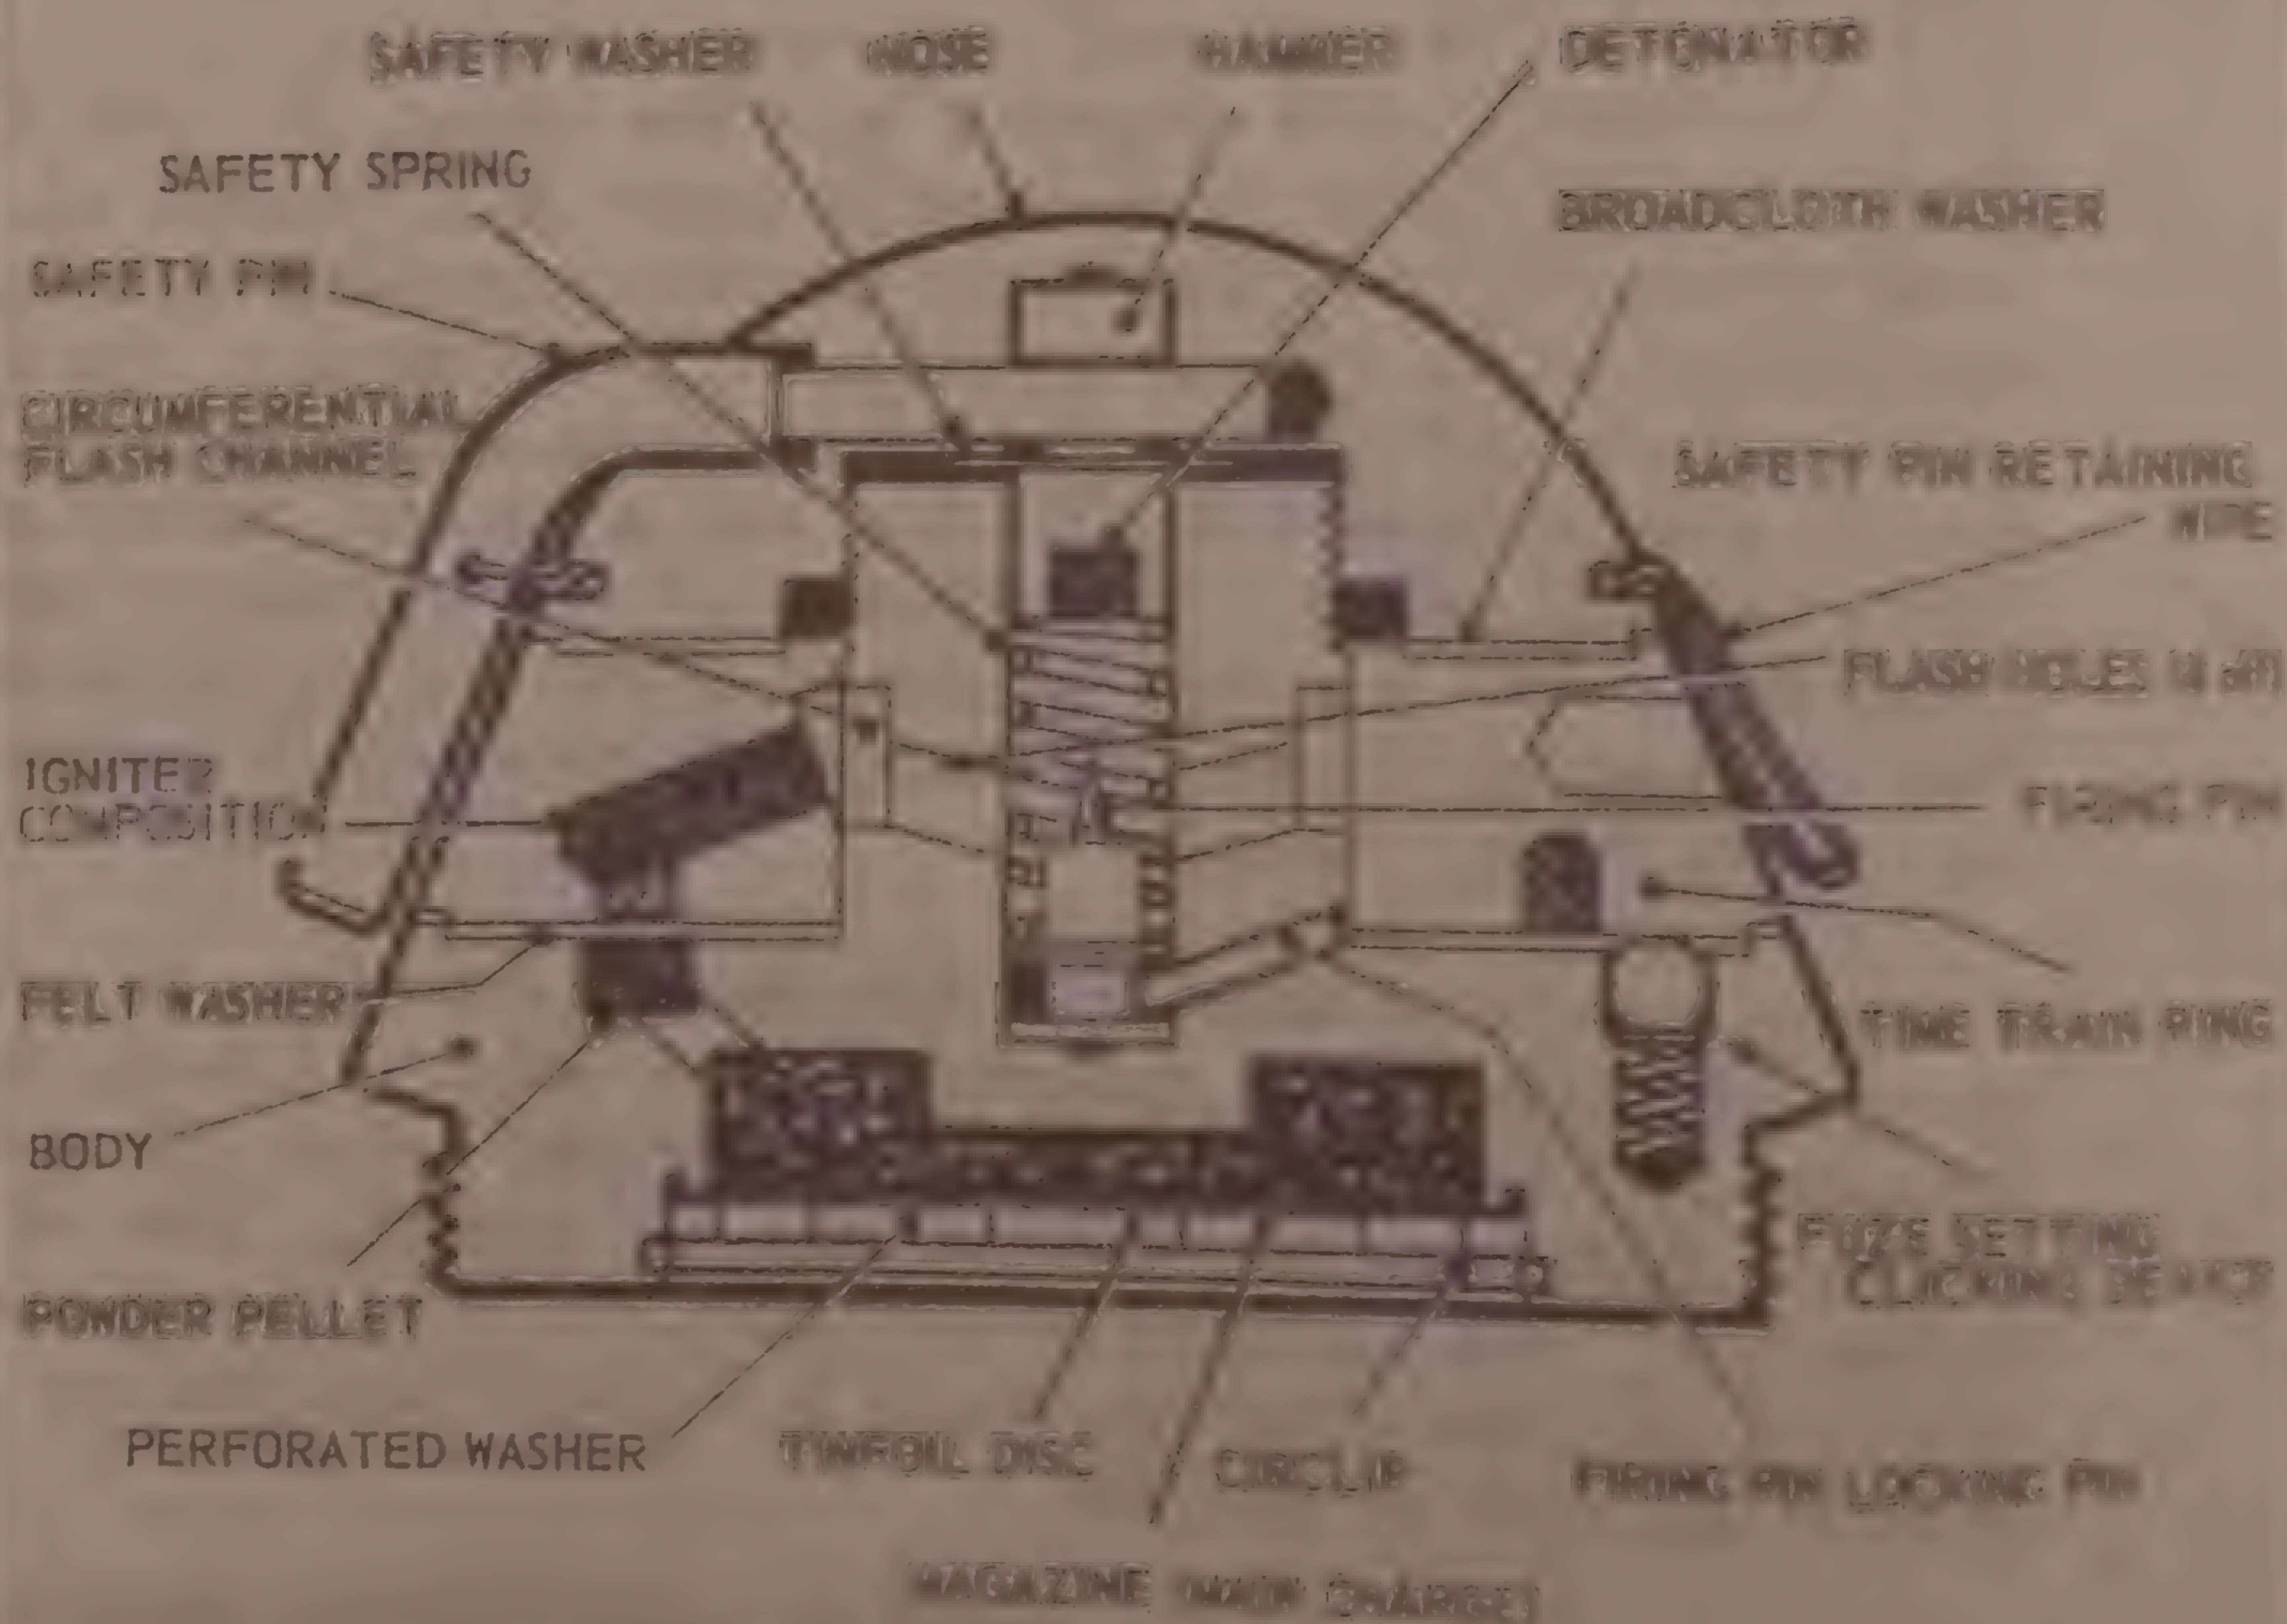 SAFETY WASHER
NOSE
HAMMER
DETONATOR
SAFETY SPRING
BROADCLOTH WASHER
SAFETY PIN
CIRCUMFERENTIAL
FLASH CHANNEL
SAFETY PIN RETAINING
WIRE
FLASH HOLES
IGNITER
COMPOSITION
FIRING PIN
FELT WASHER
TIME TRAIN RING
BODY
FUZE SETTING
CLICKING DEVICE
POWDER PELLET
PERFORATED WASHER
TINFOIL DISC
CIRCLIP
FIRING PIN LOCKING PIN
MAGAZINE (MAIN CHARGE)